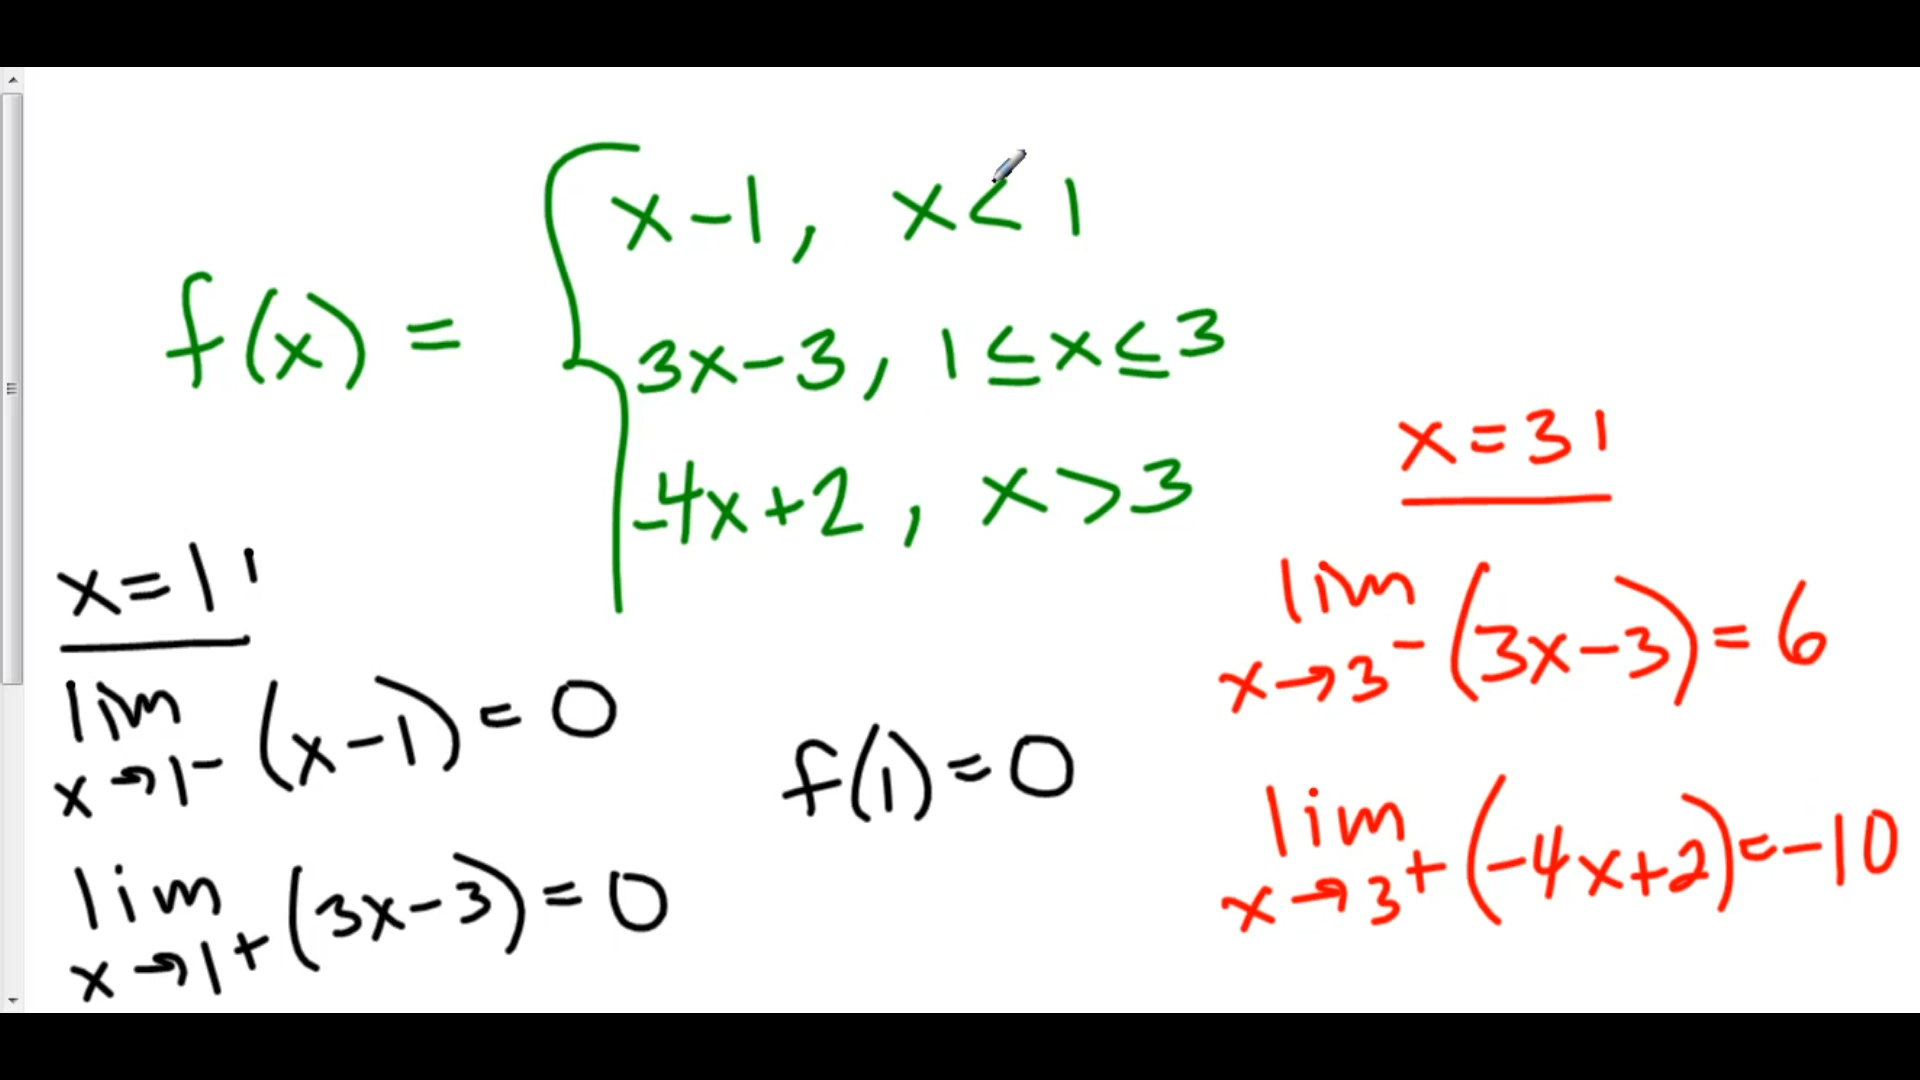 f(x) = { x-1, x<1
3x-3, 1≤x≤3
-4x+2, x>3
x=1'
lim x→1⁻ (x-1) = 0
lim x→1⁺ (3x-3) = 0
f(1) = 0
x=3'
lim x→3⁻ (3x-3) = 6
lim x→3⁺ (-4x+2) = -10